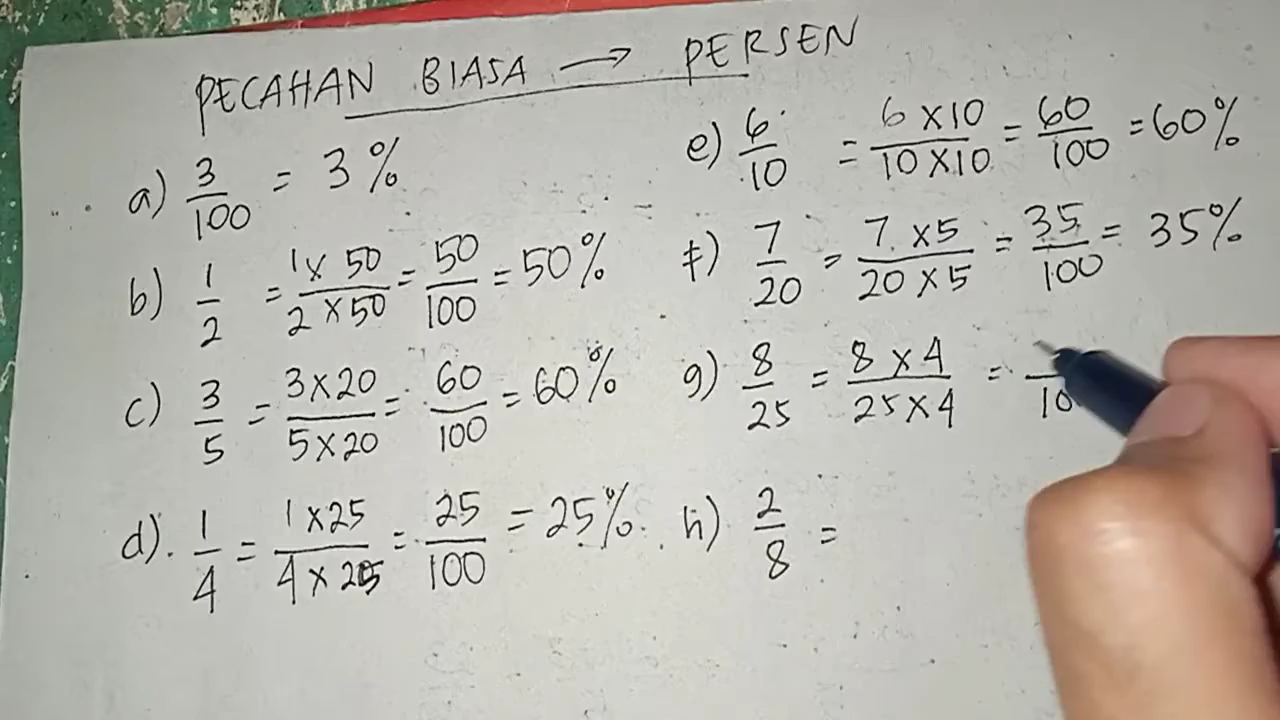 PECAHAN BIASA → PERSEN
a) 3/100 = 3%
b) 1/2 = 1 x 50 / 2 x 50 = 50/100 = 50%
c) 3/5 = 3 x 20 / 5 x 20 = 60/100 = 60%
d). 1/4 = 1 x 25 / 4 x 25 = 25/100 = 25%.
e) 6/10 = 6 x 10 / 10 x 10 = 60/100 = 60%
f) 7/20 = 7 x 5 / 20 x 5 = 35/100 = 35%
g) 8/25 = 8 x 4 / 25 x 4 = /10
h) 2/8 =